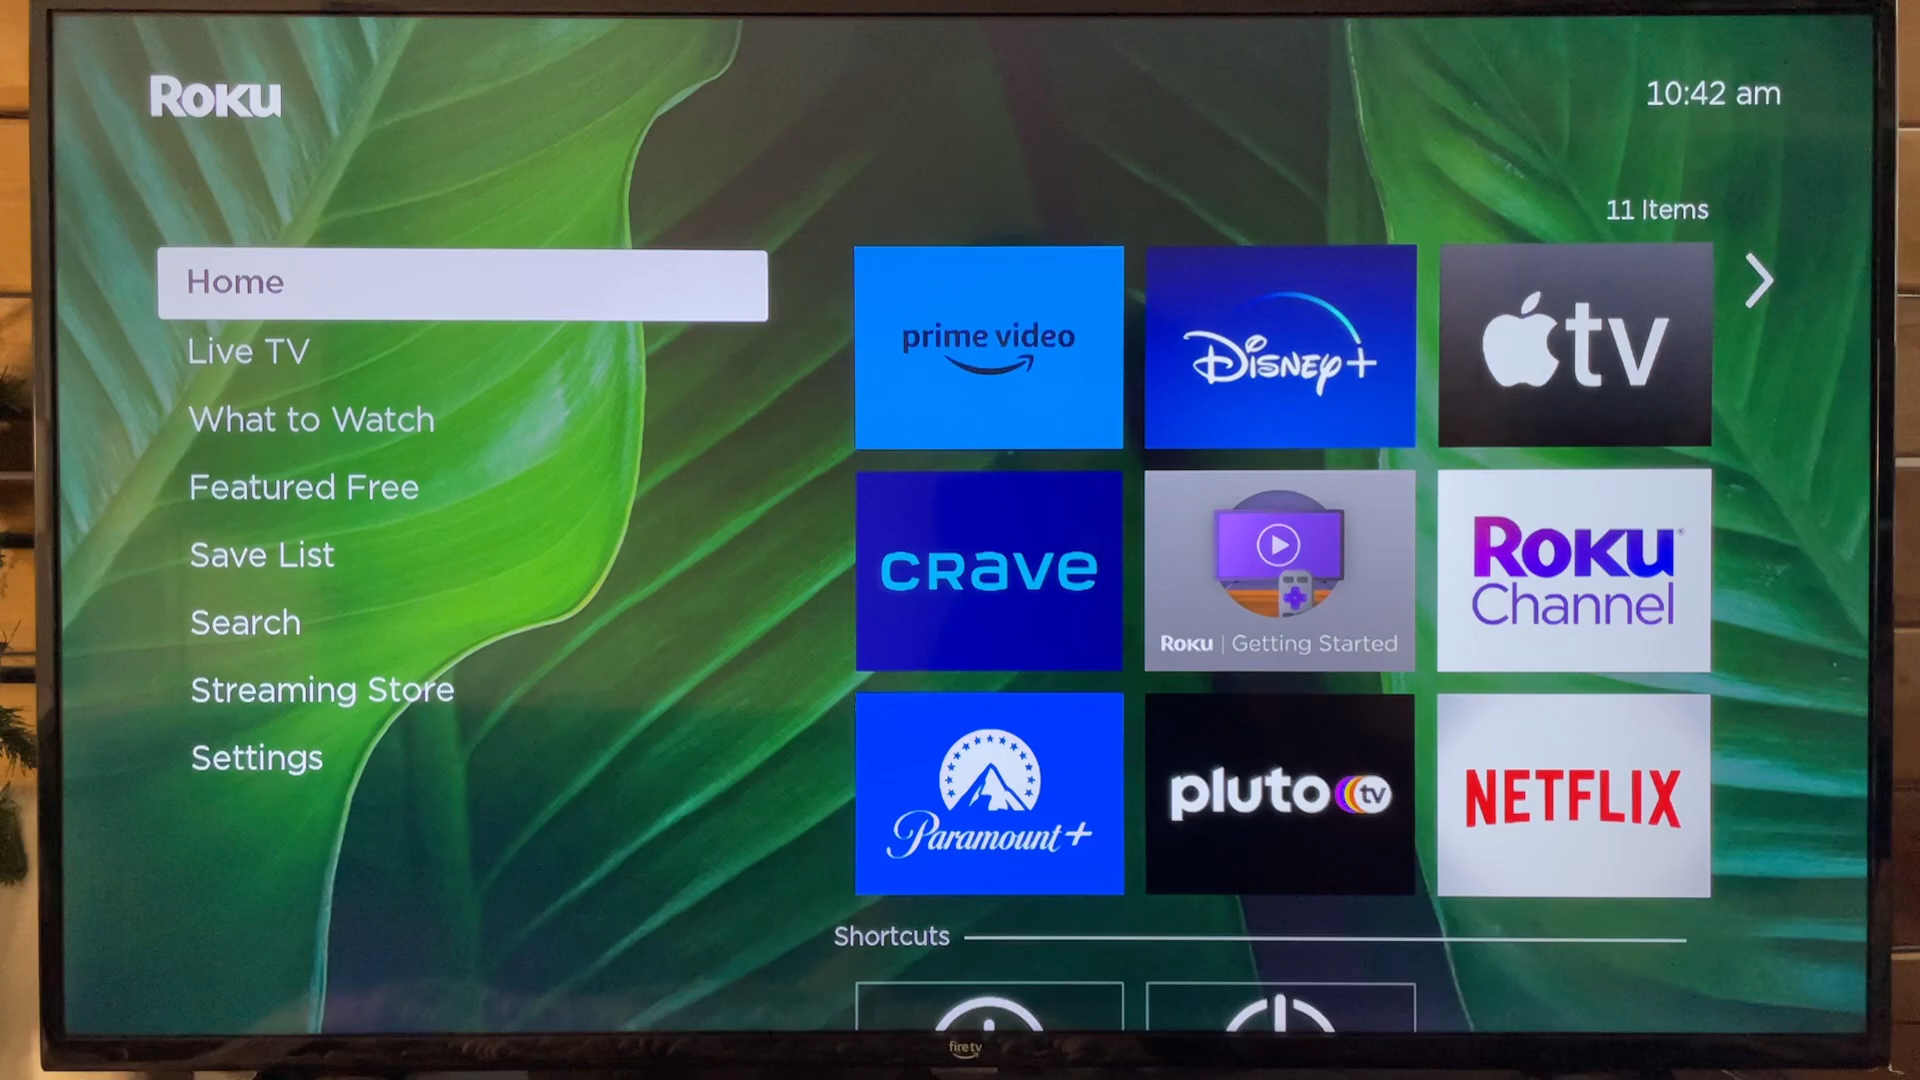 ROKU
10:42 am
11 Items
Home
Live TV
What to Watch
Featured Free
Save List
Search
Streaming Store
Settings
prime video
Disney+
tv
crave
ROKU | Getting Started
ROKU
Channel
Paramount+
pluto tv
NETFLIX
Shortcuts
fire tv